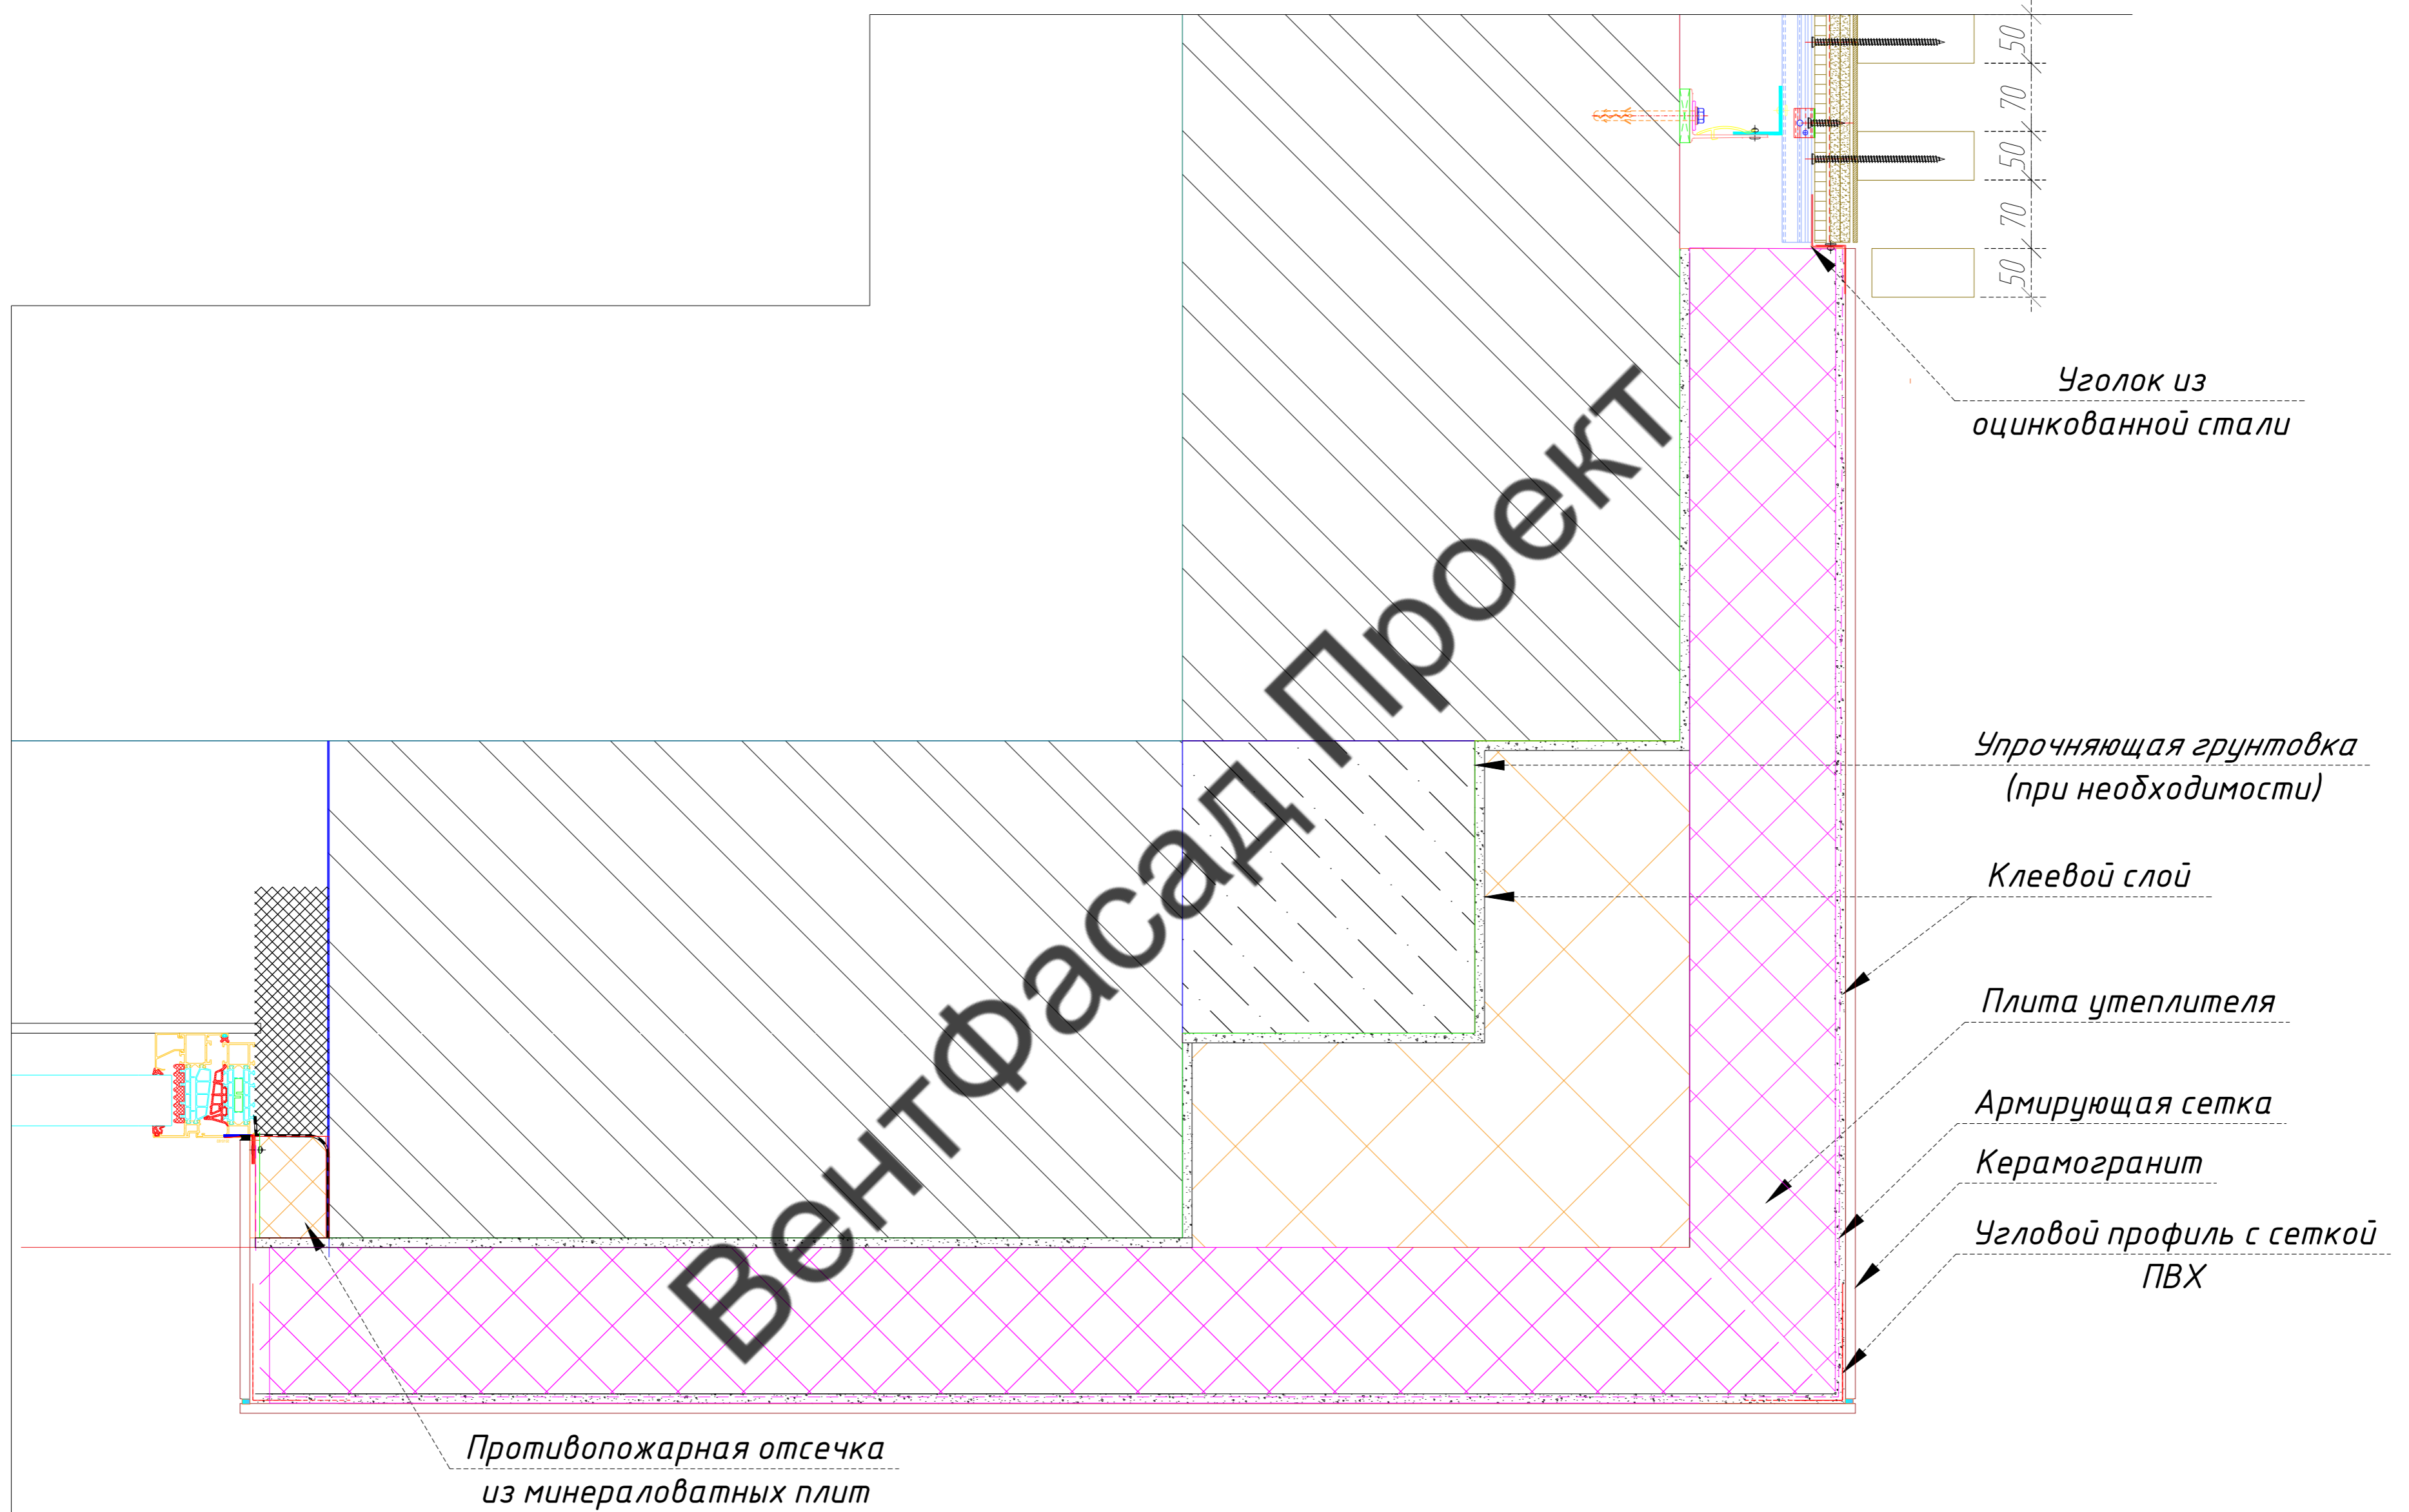 50
70
50
70
50
Уголок из
оцинкованной стали
ВентФасад Проект
Упрочняющая грунтовка
(при необходимости)
Клеевой слой
Плита утеплителя
Армирующая сетка
Керамогранит
Угловой профиль с сеткой
ПВХ
Противопожарная отсечка
из минераловатных плит